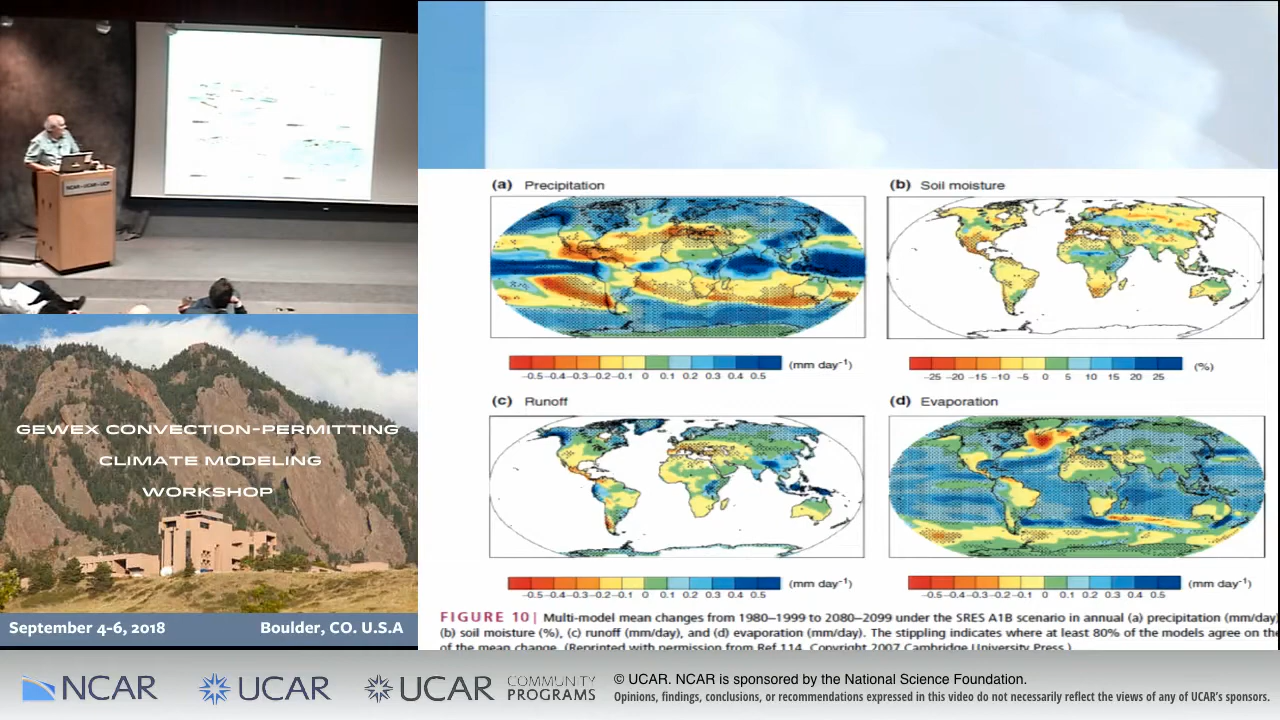 NCAR-UCAR-UCP
GEWEX CONVECTION-PERMITTING
CLIMATE MODELING
WORKSHOP
September 4-6, 2018
Boulder, CO. U.S.A
(a) Precipitation
(b) Soil moisture
-0.5 -0.4 -0.3 -0.2 -0.1 0 0.1 0.2 0.3 0.4 0.5 (mm day-1)
-25 -20 -15 -10 -5 0 5 10 15 20 25 (%)
(c) Runoff
(d) Evaporation
-0.5 -0.4 -0.3 -0.2 -0.1 0 0.1 0.2 0.3 0.4 0.5 (mm day-1)
-0.5 -0.4 -0.3 -0.2 -0.1 0 0.1 0.2 0.3 0.4 0.5 (mm day-1)
FIGURE 10 | Multi-model mean changes from 1980–1999 to 2080–2099 under the SRES A1B scenario in annual (a) precipitation (mm/day)
(b) soil moisture (%), (c) runoff (mm/day), and (d) evaporation (mm/day). The stippling indicates where at least 80% of the models agree on the
of the mean change. (Reprinted with permission from Ref 114. Copyright 2007 Cambridge University Press.)
NCAR
UCAR
UCAR
COMMUNITY
PROGRAMS
© UCAR. NCAR is sponsored by the National Science Foundation.
Opinions, findings, conclusions, or recommendations expressed in this video do not necessarily reflect the views of any of UCAR's sponsors.